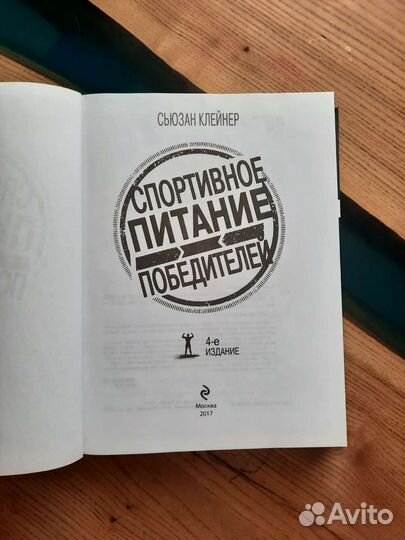 СЬЮЗАН КЛЕЙНЕР
СПОРТИВНОЕ
ПИТАНИЕ
ПОБЕДИТЕЛЕЙ
4-е
ИЗДАНИЕ
Москва
2017
Avito